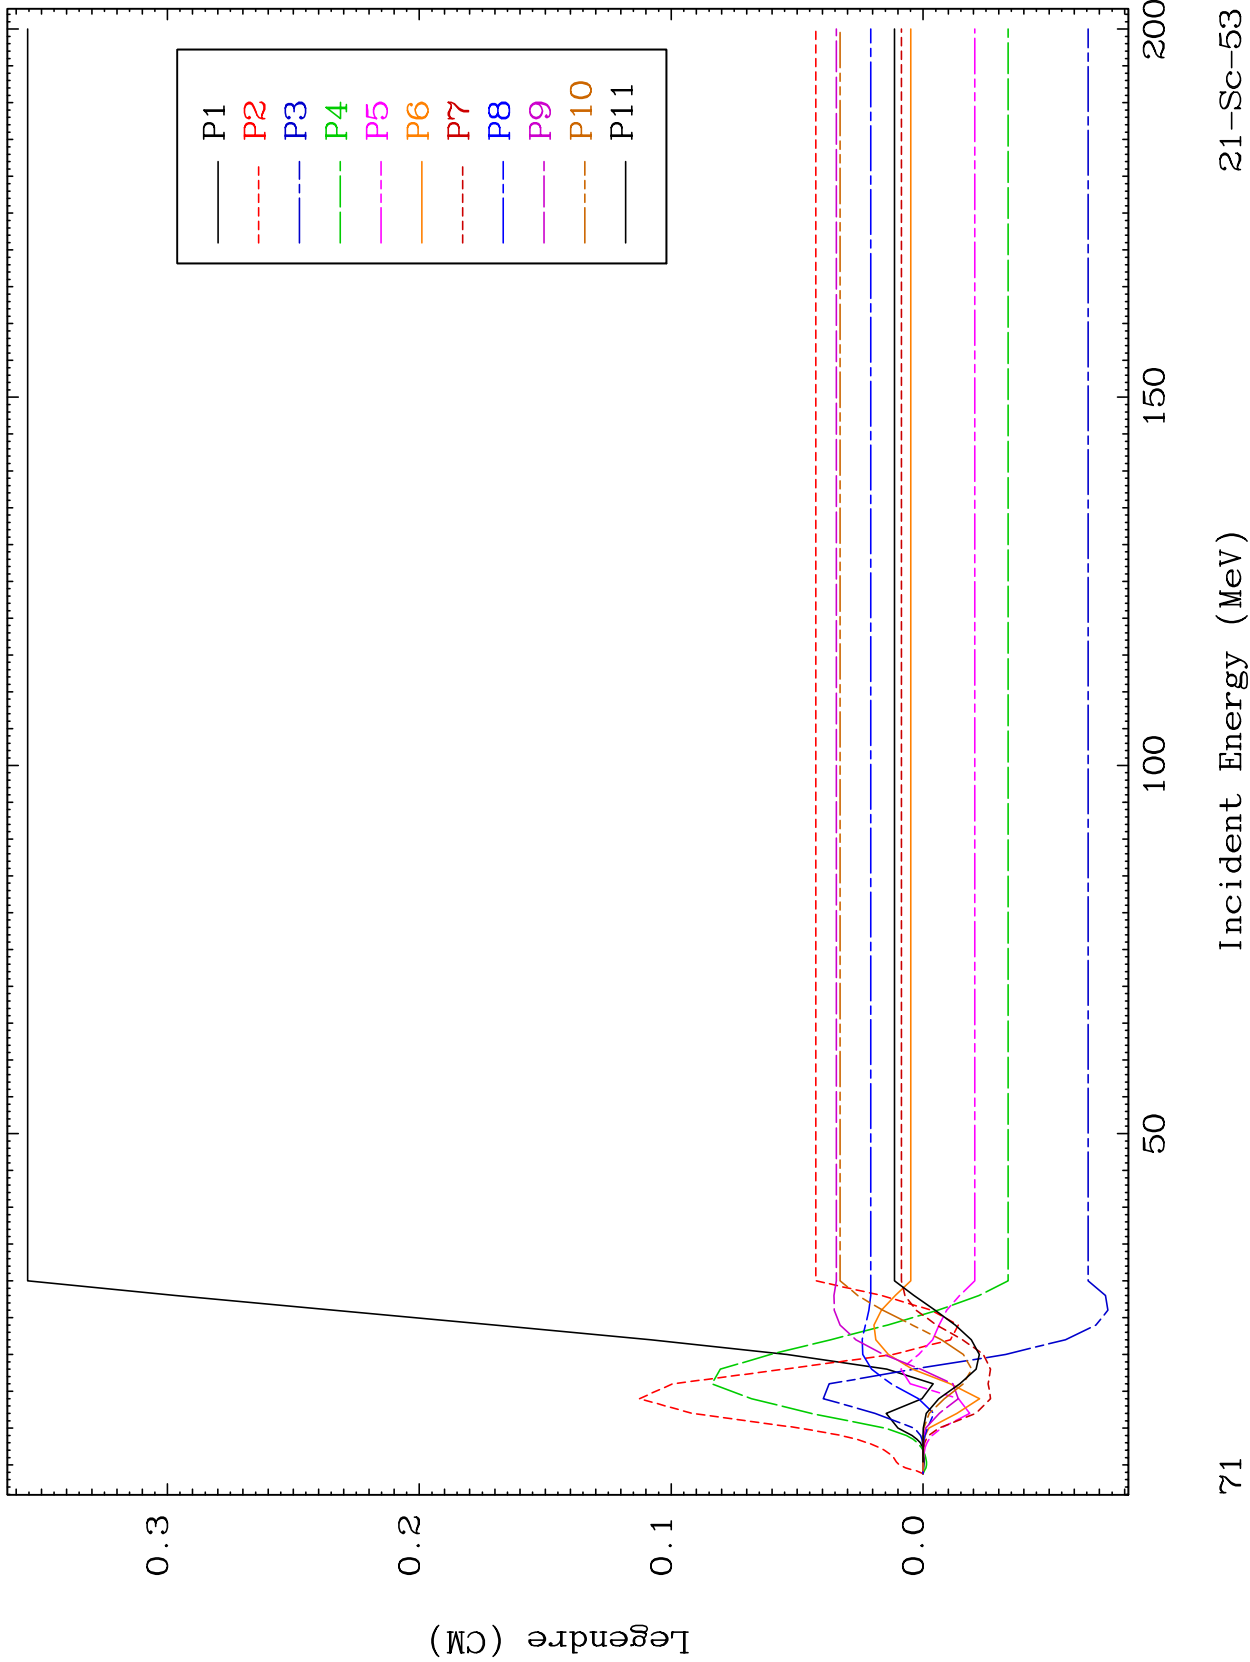 P1
P2
P3
P4
P5
P6
P7
P8
P9
P10
P11
0.3
0.2
0.1
0.0
Legendre (CM)
50
100
150
200
Incident Energy (MeV)
71
21-Sc-53